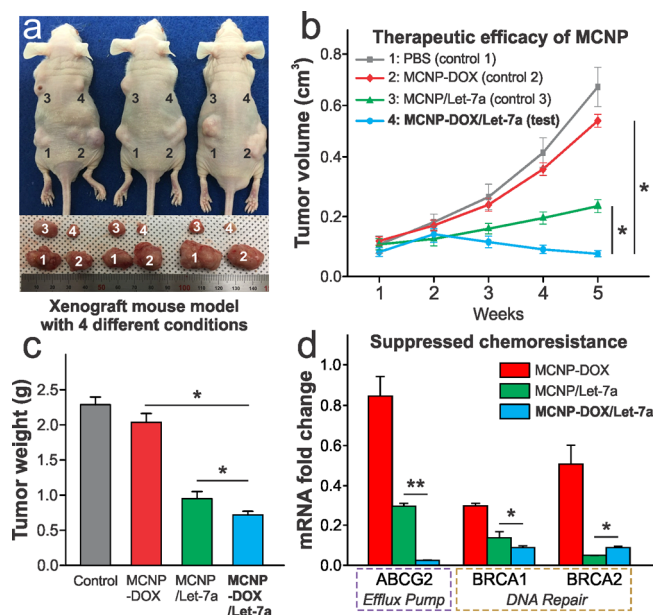 a
3 4 3 4 3 4
1 2 1 2 1 2
3 4 3 4 3 4
1 2 1 2 1 2
Xenograft mouse model
with 4 different conditions
b
Therapeutic efficacy of MCNP
1: PBS (control 1)
2: MCNP-DOX (control 2)
3: MCNP/Let-7a (control 3)
4: MCNP-DOX/Let-7a (test)
Tumor volume (cm3)
0.8
0.6
0.4
0.2
0.0
*
*
1 2 3 4 5
Weeks
c
Tumor weight (g)
2.5
2.0
1.5
1.0
0.5
0.0
*
*
Control
MCNP
-DOX
MCNP
/Let-7a
MCNP
-DOX
/Let-7a
d
Suppressed chemoresistance
MCNP-DOX
MCNP/Let-7a
MCNP-DOX/Let-7a
mRNA fold change
1.0
0.8
0.6
0.4
0.2
0.0
**
*
*
ABCG2 BRCA1 BRCA2
Efflux Pump DNA Repair